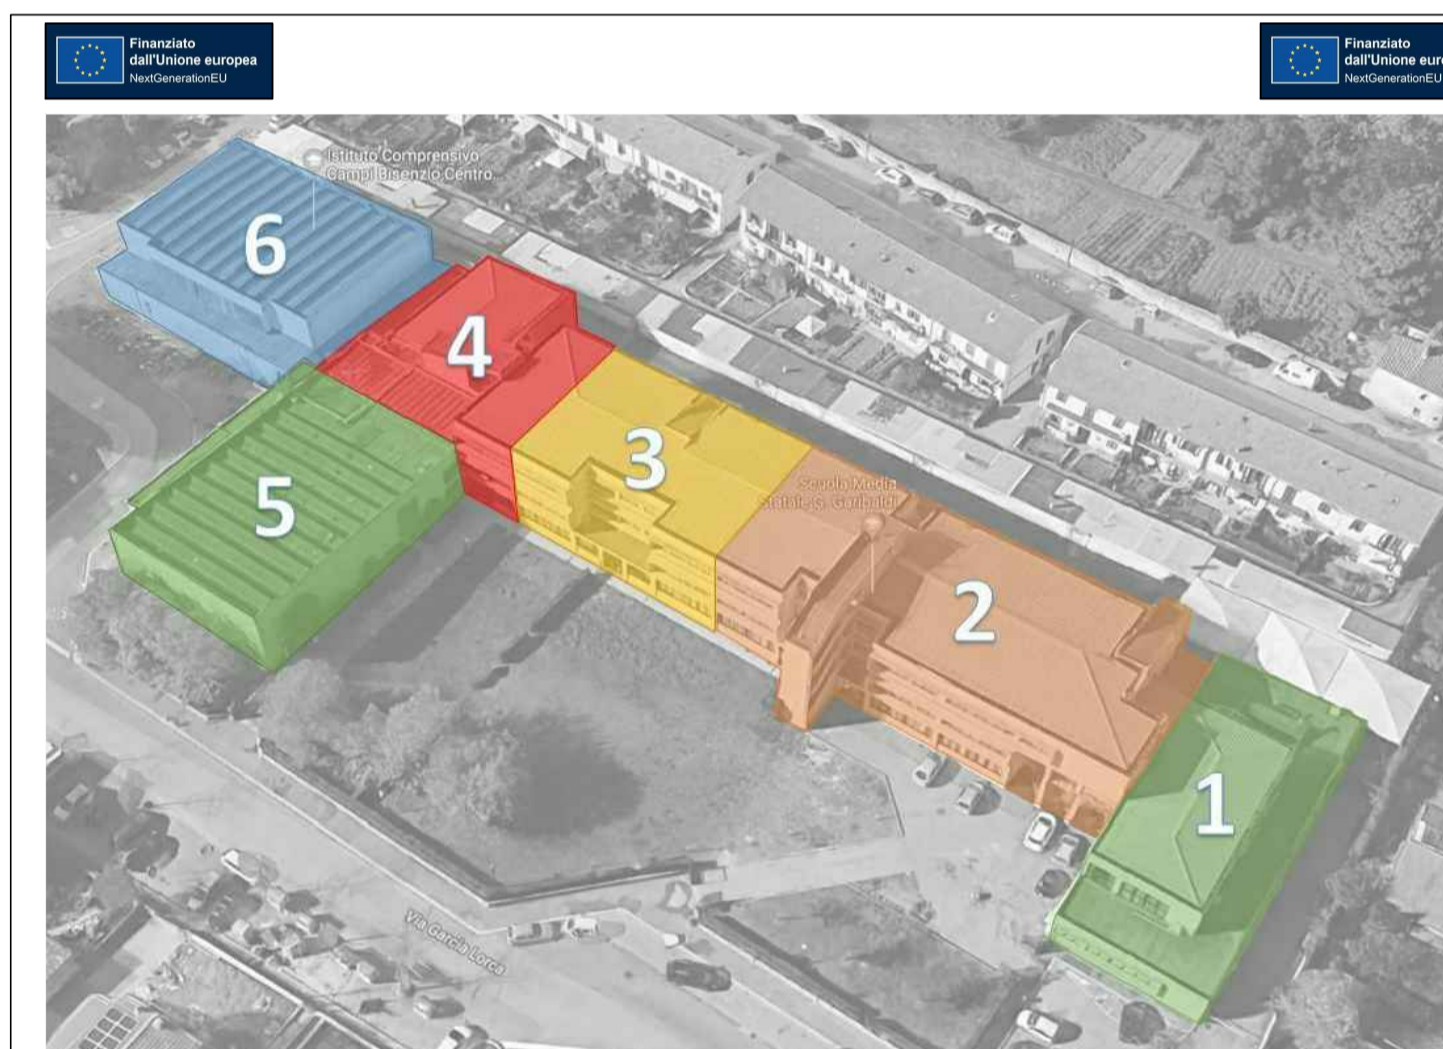 Finanziato
dall'Unione europea
NextGenerationEU
Finanziato
dall'Unione euro
NextGenerationEU
Istituto Comprensivo
Campi Bisenzio Centro...
6
4
3
5
Scuola Media
Statale G. Garibaldi
2
1
Via Garcia Lorca